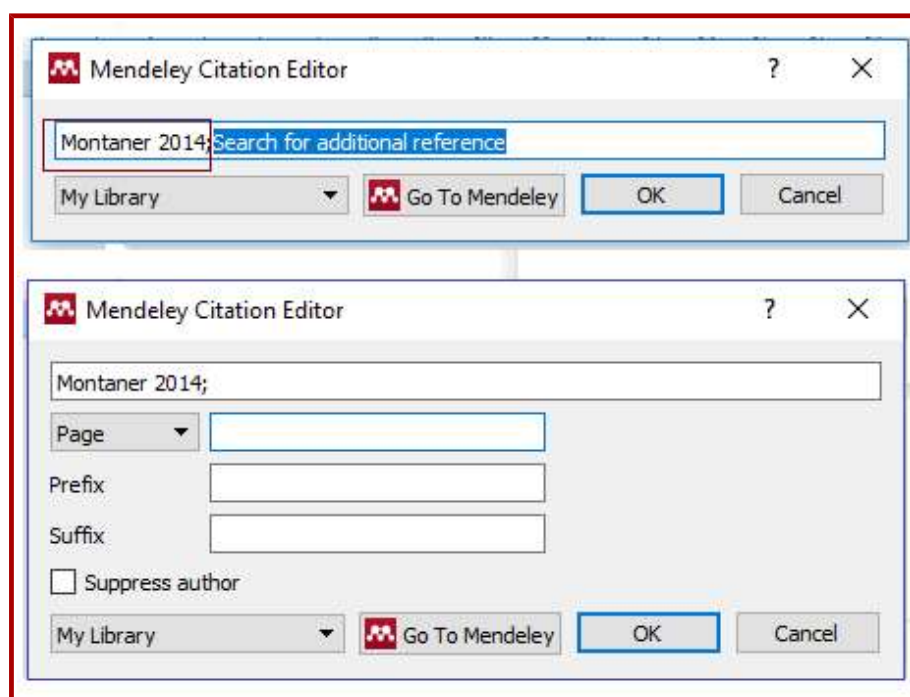 Mendeley Citation Editor ?
Montaner 2014;Search for additional reference
My Library Go To Mendeley OK Cancel
Mendeley Citation Editor ?
Montaner 2014;
Page
Prefix
Suffix
Suppress author
My Library Go To Mendeley OK Cancel